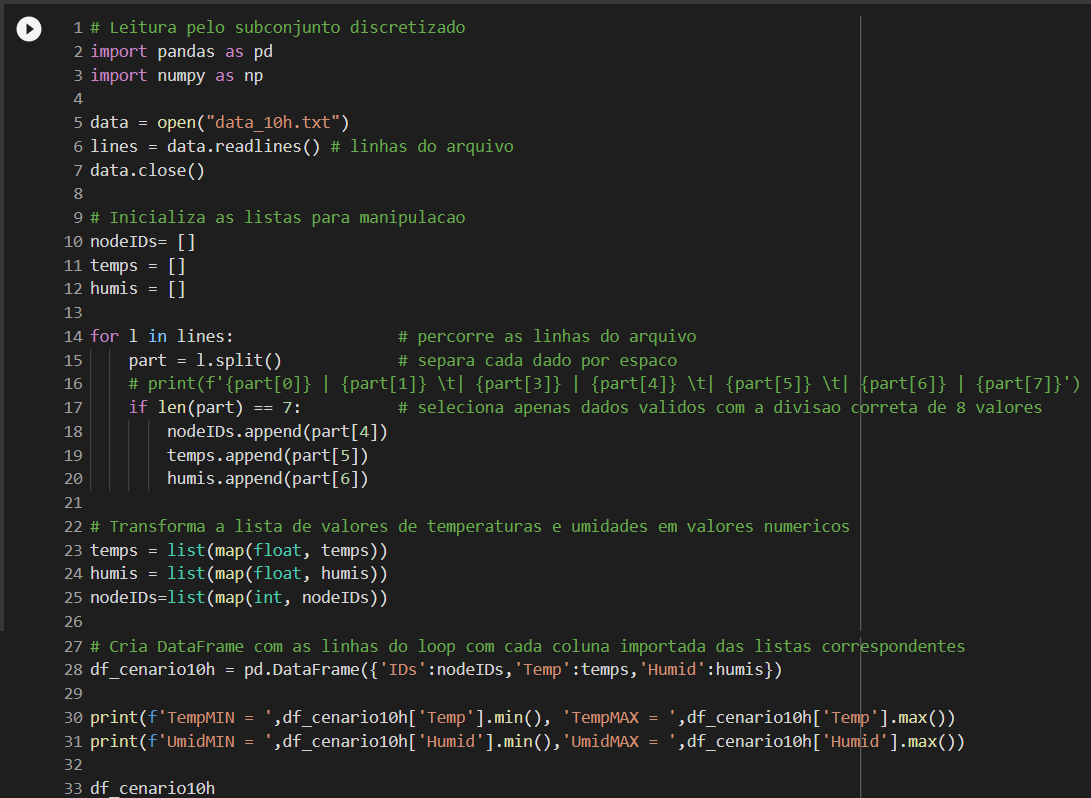 1 # Leitura pelo subconjunto discretizado
2 import pandas as pd
3 import numpy as np
4
5 data = open("data_10h.txt")
6 lines = data.readlines() # linhas do arquivo
7 data.close()
8
9 # Inicializa as listas para manipulacao
10 nodeIDs= []
11 temps = []
12 humis = []
13
14 for l in lines:                 # percorre as linhas do arquivo
15     part = l.split()            # separa cada dado por espaco
16     # print(f'{part[0]} | {part[1]} \t| {part[3]} | {part[4]} \t| {part[5]} \t| {part[6]} | {part[7]}')
17     if len(part) == 7:          # seleciona apenas dados validos com a divisao correta de 8 valores
18         nodeIDs.append(part[4])
19         temps.append(part[5])
20         humis.append(part[6])
21
22 # Transforma a lista de valores de temperaturas e umidades em valores numericos
23 temps = list(map(float, temps))
24 humis = list(map(float, humis))
25 nodeIDs=list(map(int, nodeIDs))
26
27 # Cria DataFrame com as linhas do loop com cada coluna importada das listas correspondentes
28 df_cenario10h = pd.DataFrame({'IDs':nodeIDs,'Temp':temps,'Humid':humis})
29
30 print(f'TempMIN = ',df_cenario10h['Temp'].min(), 'TempMAX = ',df_cenario10h['Temp'].max())
31 print(f'UmidMIN = ',df_cenario10h['Humid'].min(),'UmidMAX = ',df_cenario10h['Humid'].max())
32
33 df_cenario10h